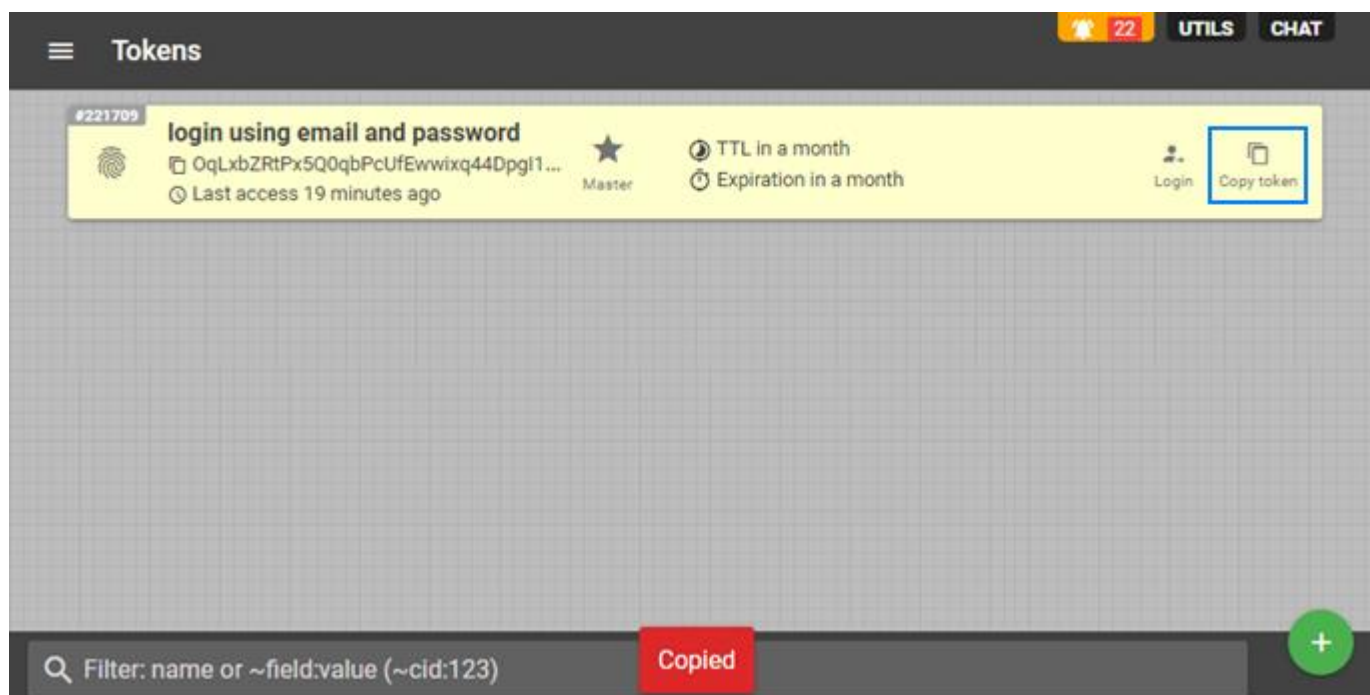 Tokens
22 UTILS CHAT
#221709
login using email and password
OqLxbZRtPx5Q0qbPcUfEwwixq44DpgI1...
Last access 19 minutes ago
Master
TTL in a month
Expiration in a month
Login
Copy token
Filter: name or ~field:value (~cid:123)
Copied
+